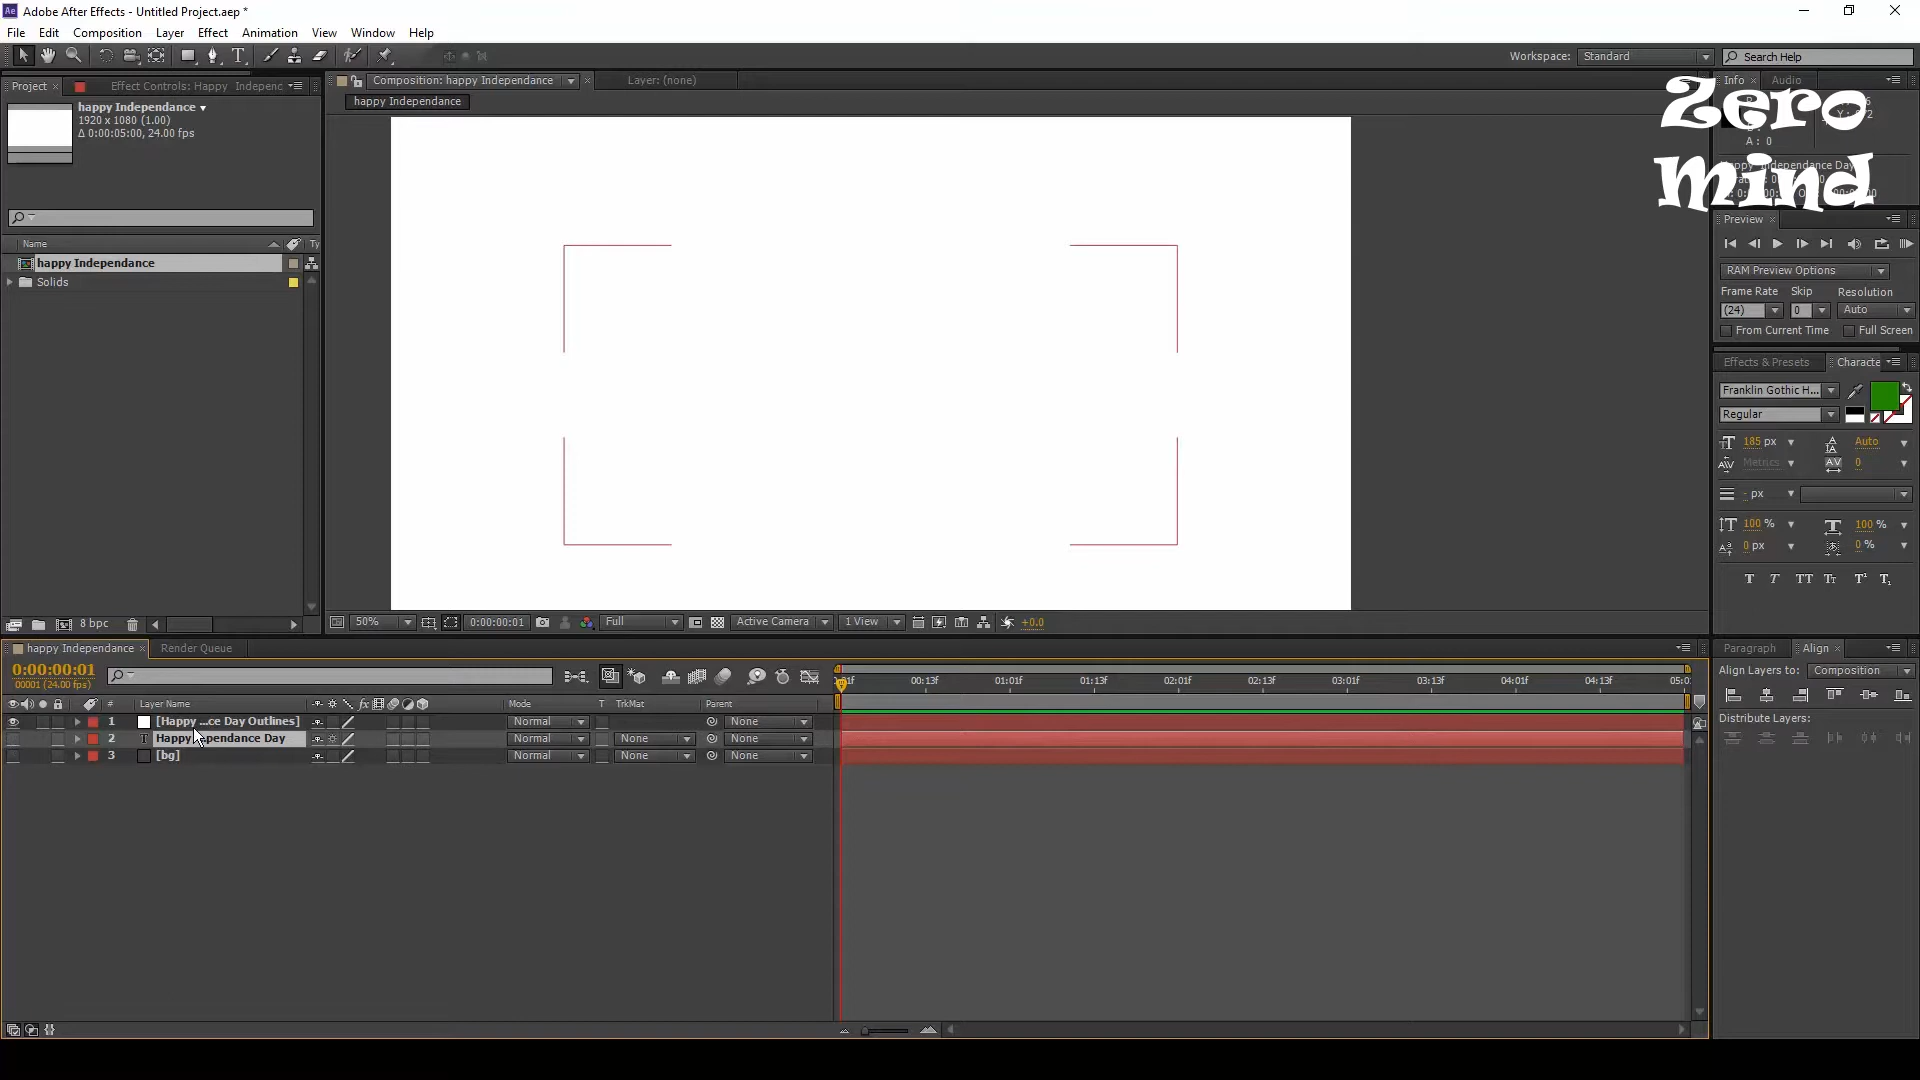 Adobe After Effects - Untitled Project.aep *
File Edit Composition Layer Effect Animation View Window Help
Workspace: Standard Search Help
Project Effect Controls: Happy Indepenc
Composition: happy Independance Layer: (none)
Info Audio
happy Independance
1920 x 1080 (1.00)
Δ 0:00:05:00, 24.00 fps
happy Independance
Zero
Mind
A: 0
Happy Independance Day
Preview
RAM Preview Options
Frame Rate Skip Resolution
(24) 0 Auto
From Current Time Full Screen
Name Ty
happy Independance
Solids
Effects & Presets Characte
Franklin Gothic H...
Regular
185 px Auto
Metrics 0
- px
100 % 100 %
0 px 0 %
T T TT Tt T¹ T₁
8 bpc
50% 0:00:00:01 Full Active Camera 1 View +0.0
happy Independance Render Queue
0:00:00:01
00001 (24.00 fps)
00:13f 01:01f 01:13f 02:01f 02:13f 03:01f 03:13f 04:01f 04:13f
# Layer Name Mode T TrkMat Parent
1 [Happy ...ce Day Outlines] Normal None
2 Happy ...pendance Day Normal None None
3 [bg] Normal None None
Paragraph Align
Align Layers to: Composition
Distribute Layers: